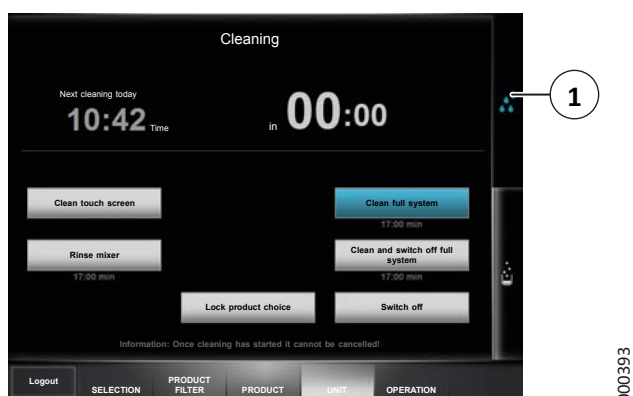 Cleaning
1
Next cleaning today
10:42 Time
in 00:00
Clean touch screen
Clean full system
17:00 min
Rinse mixer
17:00 min
Clean and switch off full
system
17:00 min
Lock product choice
Switch off
Information: Once cleaning has started it cannot be cancelled!
Logout
SELECTION
PRODUCT
FILTER
PRODUCT
UNIT
OPERATION